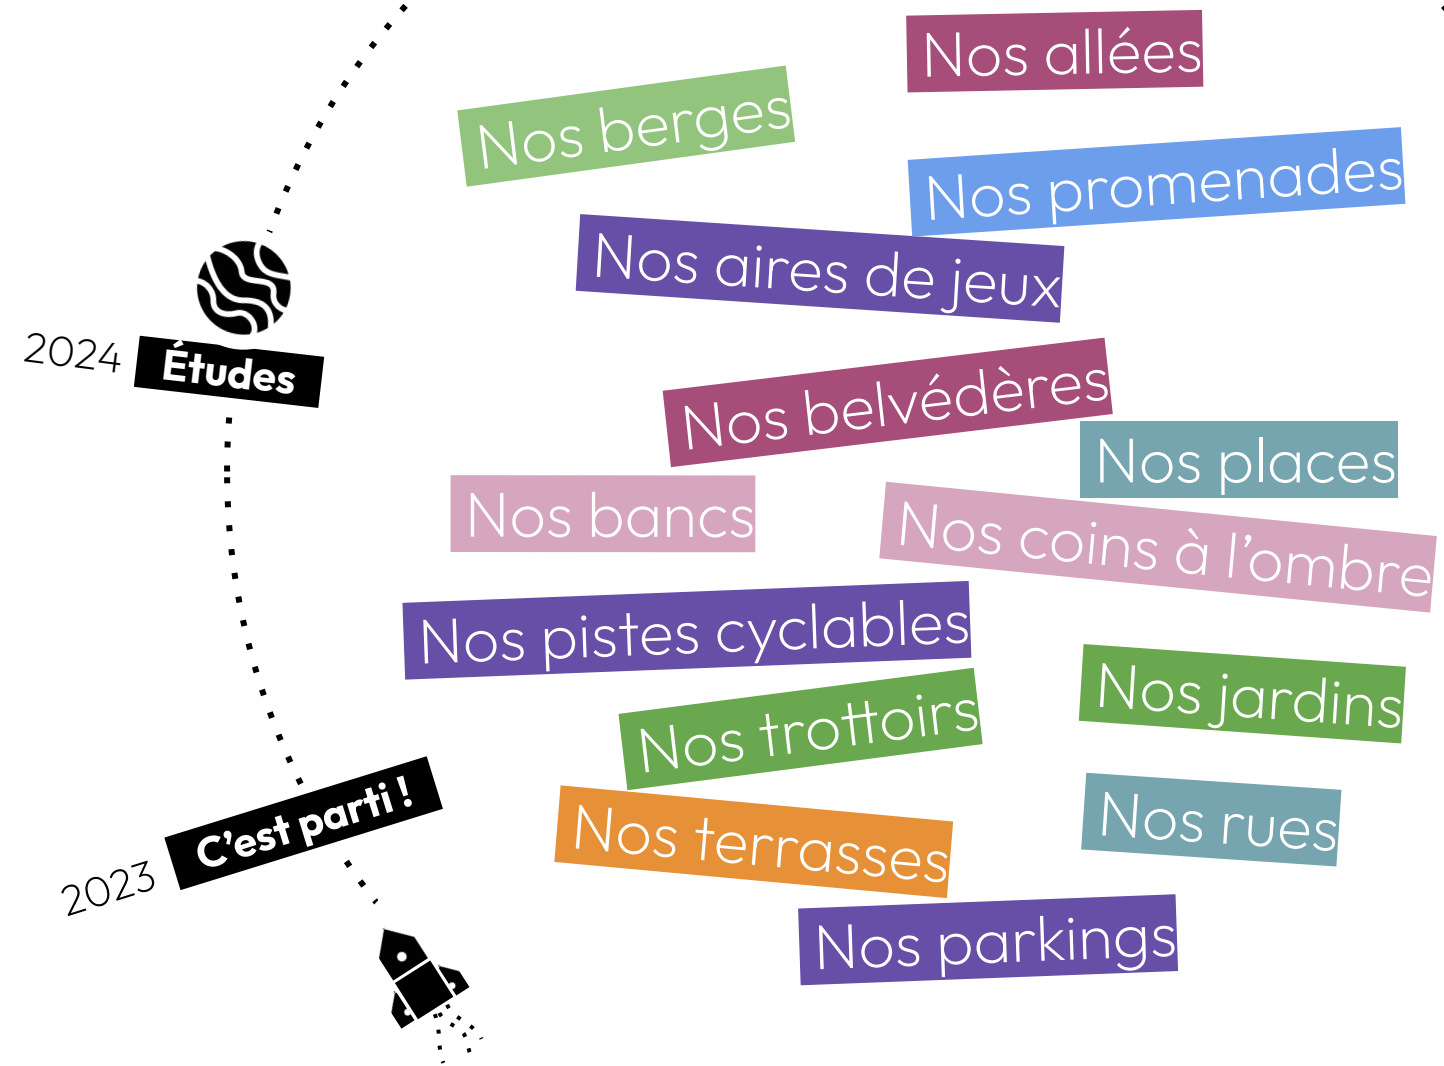 Nos allées
Nos berges
Nos promenades
Nos aires de jeux
2024
Études
Nos belvédères
Nos places
Nos bancs
Nos coins à l’ombre
Nos pistes cyclables
Nos jardins
Nos trottoirs
C’est parti !
2023
Nos terrasses
Nos rues
Nos parkings